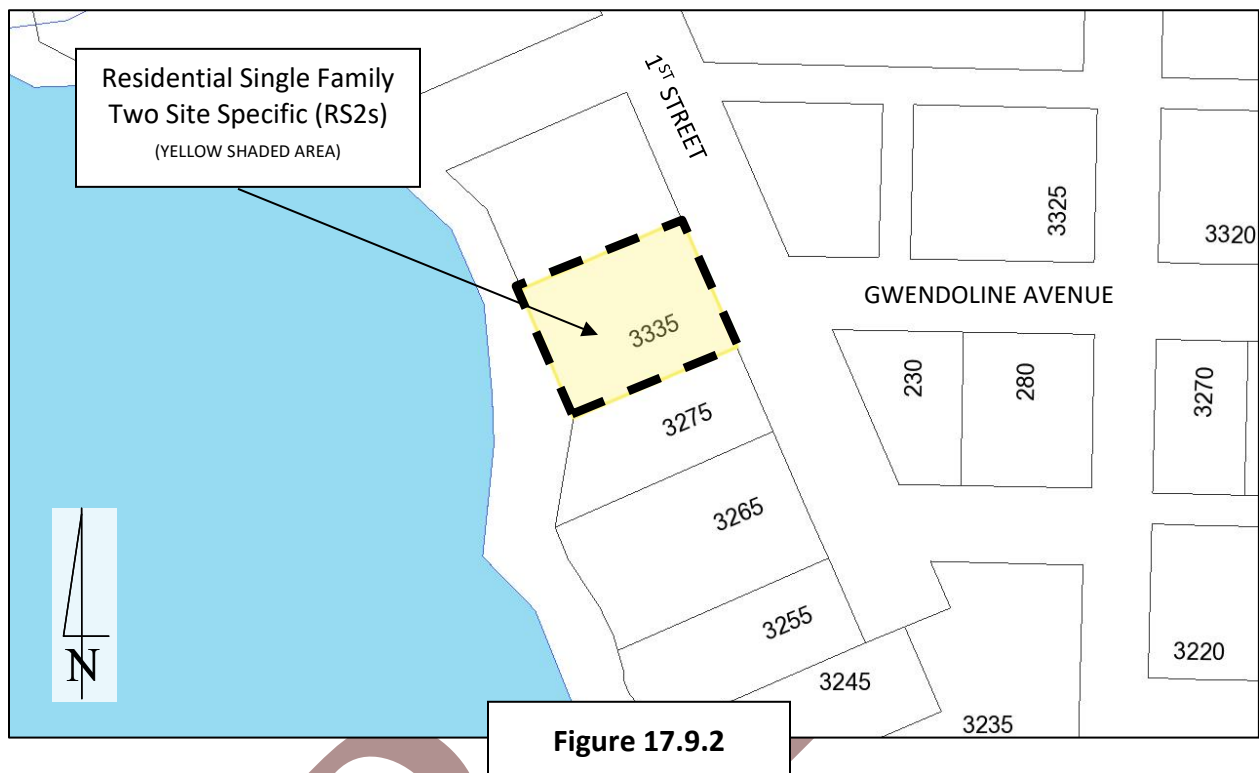 Residential Single Family
Two Site Specific (RS2s)
(YELLOW SHADED AREA)
1ST STREET
3325
3320
GWENDOLINE AVENUE
3335
230
280
3270
3275
3265
3255
3245
3235
3220
N
Figure 17.9.2